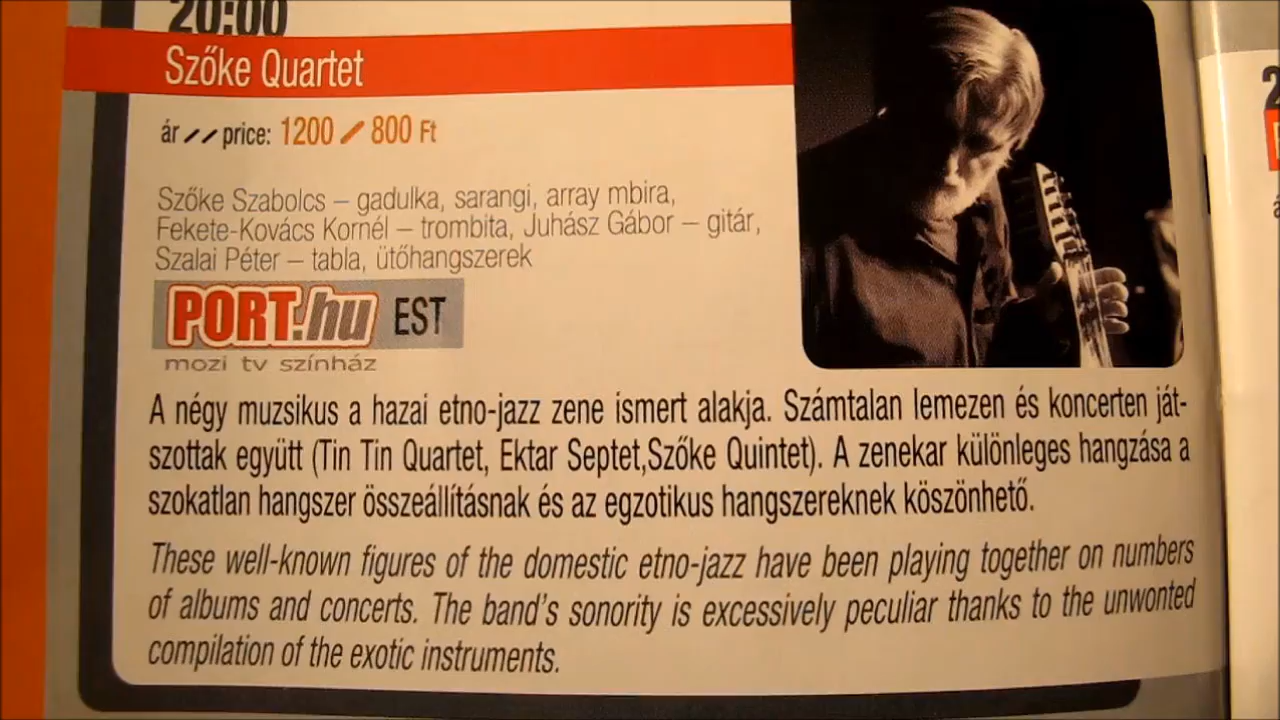 20:00
Szőke Quartet
ár price: 1200 / 800 Ft
Szőke Szabolcs – gadulka, sarangi, array mbira,
Fekete-Kovács Kornél – trombita, Juhász Gábor – gitár,
Szalai Péter – tabla, ütőhangszerek
PORT.hu EST
mozi tv színház
A négy muzsikus a hazai etno-jazz zene ismert alakja. Számtalan lemezen és koncerten ját-
szottak együtt (Tin Tin Quartet, Ektar Septet,Szőke Quintet). A zenekar különleges hangzása a
szokatlan hangszer összeállításnak és az egzotikus hangszereknek köszönhető.
These well-known figures of the domestic etno-jazz have been playing together on numbers
of albums and concerts. The band's sonority is excessively peculiar thanks to the unwonted
compilation of the exotic instruments.